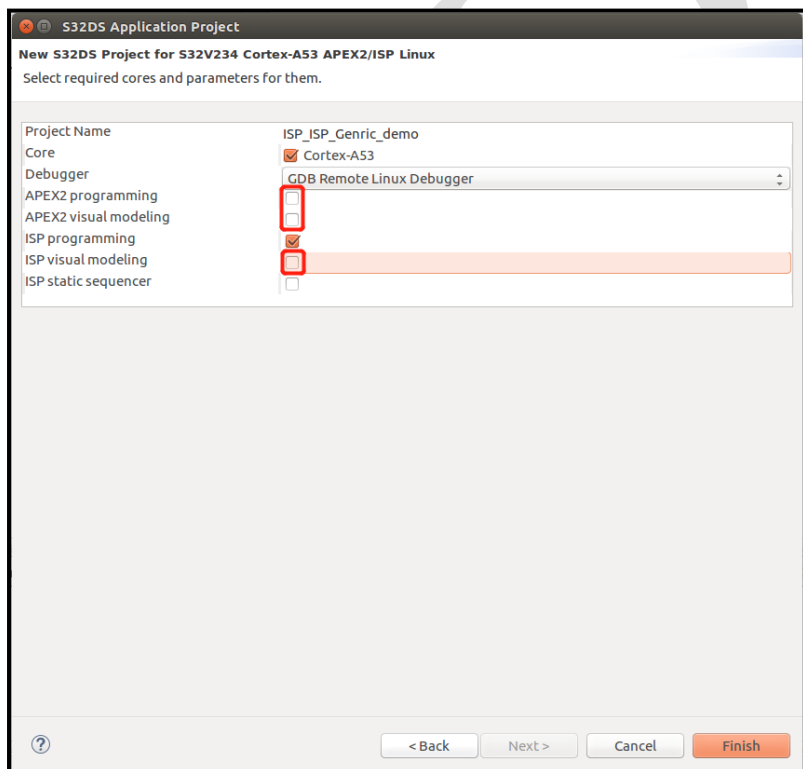 S32DS Application Project
New S32DS Project for S32V234 Cortex-A53 APEX2/ISP Linux
Select required cores and parameters for them.
Project Name ISP_ISP_Genric_demo
Core Cortex-A53
Debugger GDB Remote Linux Debugger
APEX2 programming
APEX2 visual modeling
ISP programming
ISP visual modeling
ISP static sequencer
? < Back Next > Cancel Finish